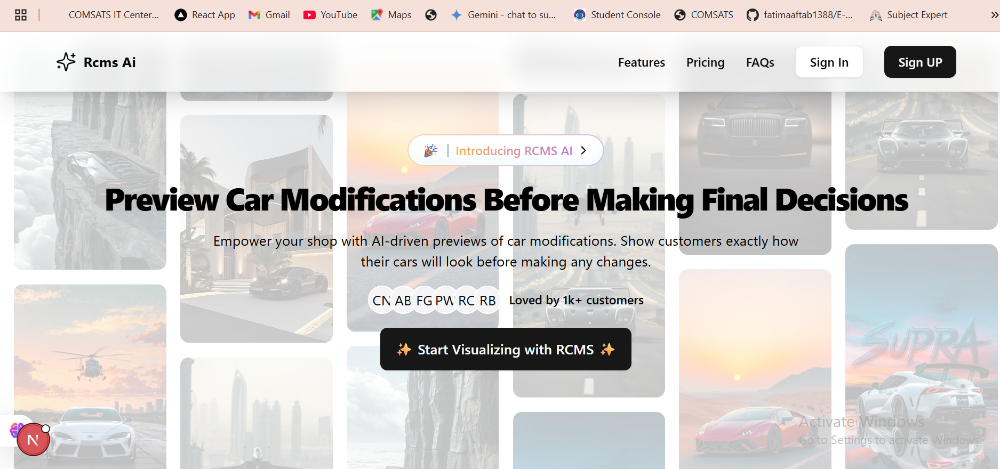 COMSATS IT Center... React App Gmail YouTube Maps Gemini - chat to su... Student Console COMSATS fatimaaftab1388/E-... Subject Expert
Rcms Ai Features Pricing FAQs Sign In Sign UP
🎉 | Introducing RCMS AI
Preview Car Modifications Before Making Final Decisions
Empower your shop with AI-driven previews of car modifications. Show customers exactly how
their cars will look before making any changes.
CN AB FG PW RC RB Loved by 1k+ customers
✨ Start Visualizing with RCMS ✨
SUPRA
Activate Windows
Go to Settings to activate Windows.
N